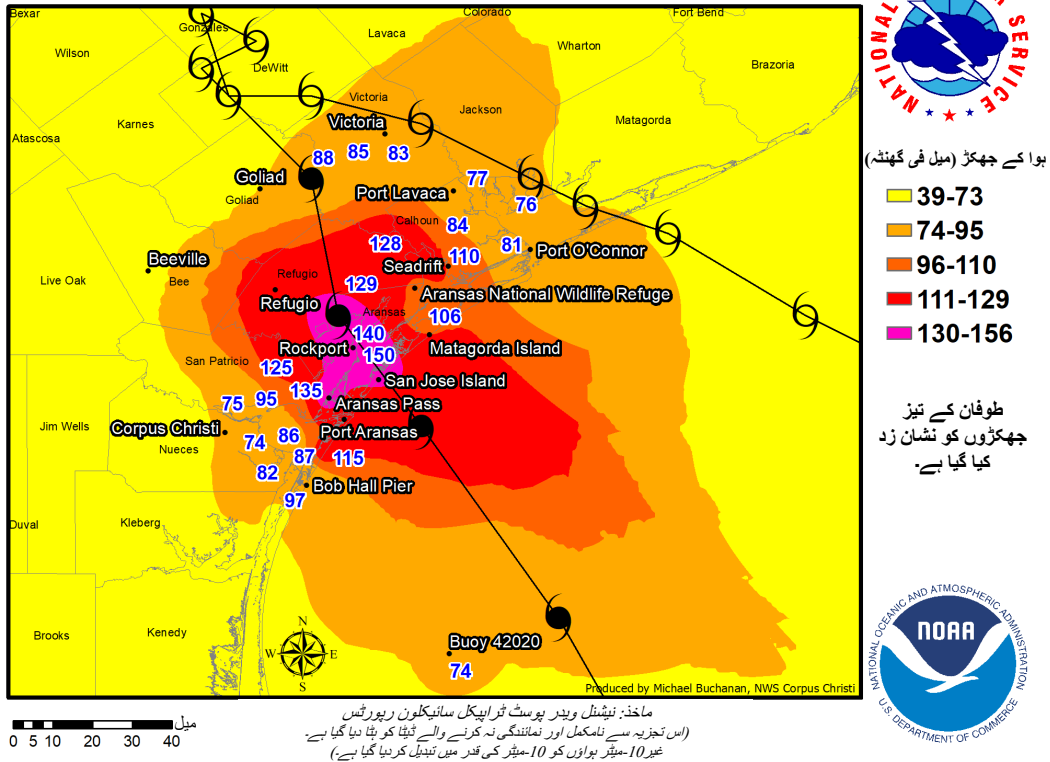 Bexar
Gonzales
Colorado
Fort Bend
Wilson
Lavaca
Wharton
DeWitt
Brazoria
Victoria
Jackson
Matagorda
Karnes
Atascosa
Victoria
88
85
83
Goliad
Goliad
Port Lavaca
77
76
Calhoun
84
128
81
Port O'Connor
Seadrift
110
Beeville
Bee
Live Oak
Refugio
129
Aransas National Wildlife Refuge
Refugio
Aransas
106
140
Rockport
150
Matagorda Island
San Patricio
125
San Jose Island
135
75
95
Aransas Pass
Corpus Christi
Jim Wells
74
86
Port Aransas
Nueces
87
115
82
Bob Hall Pier
97
Duval
Kleberg
Brooks
Kenedy
N
W
E
S
Buoy 42020
74
Produced by Michael Buchanan, NWS Corpus Christi
NATIONAL
SERVICE
ہوا کے جھکڑ (میل فی گھنٹہ)
39-73
74-95
96-110
111-129
130-156
طوفان کے تیز
جھکڑوں کو نشان زد
کیا گیا ہے۔
NATIONAL OCEANIC AND ATMOSPHERIC ADMINISTRATION
NOAA
U.S. DEPARTMENT OF COMMERCE
میل
0 5 10 20 30 40
ماخذ: نیشنل ویدر پوسٹ ٹراپیکل سائیکلون رپورٹس
(اس تجزیہ سے نامکمل اور نمائندگی نہ کرنے والے ڈیٹا کو ہٹا دیا گیا ہے۔
غیر10-میٹر ہواؤں کو 10-میٹر کی قدر میں تبدیل کردیا گیا ہے۔)